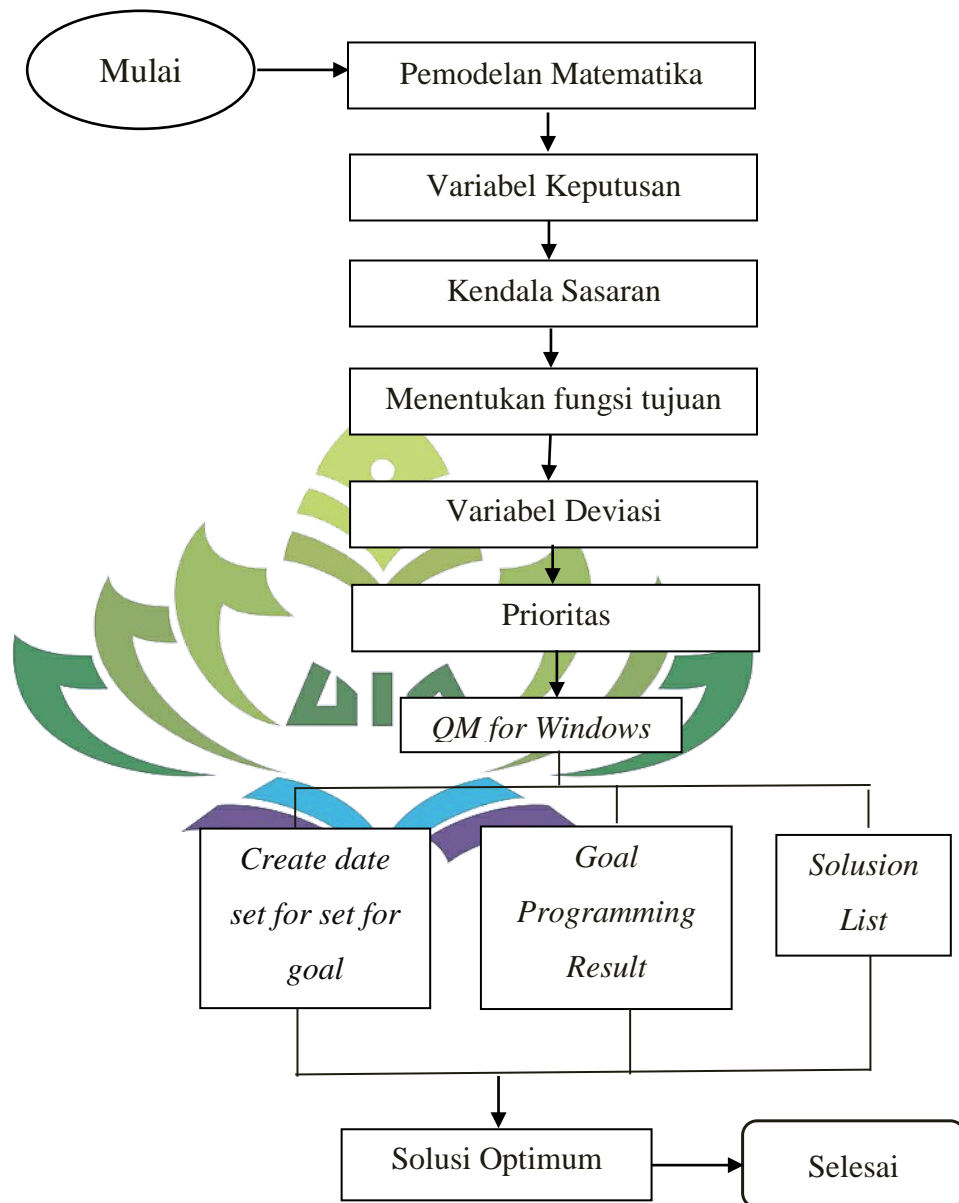 Mulai
Pemodelan Matematika
Variabel Keputusan
Kendala Sasaran
Menentukan fungsi tujuan
Variabel Deviasi
Prioritas
QM for Windows
Create date
set for set for
goal
Goal
Programming
Result
Solusion
List
Solusi Optimum
Selesai